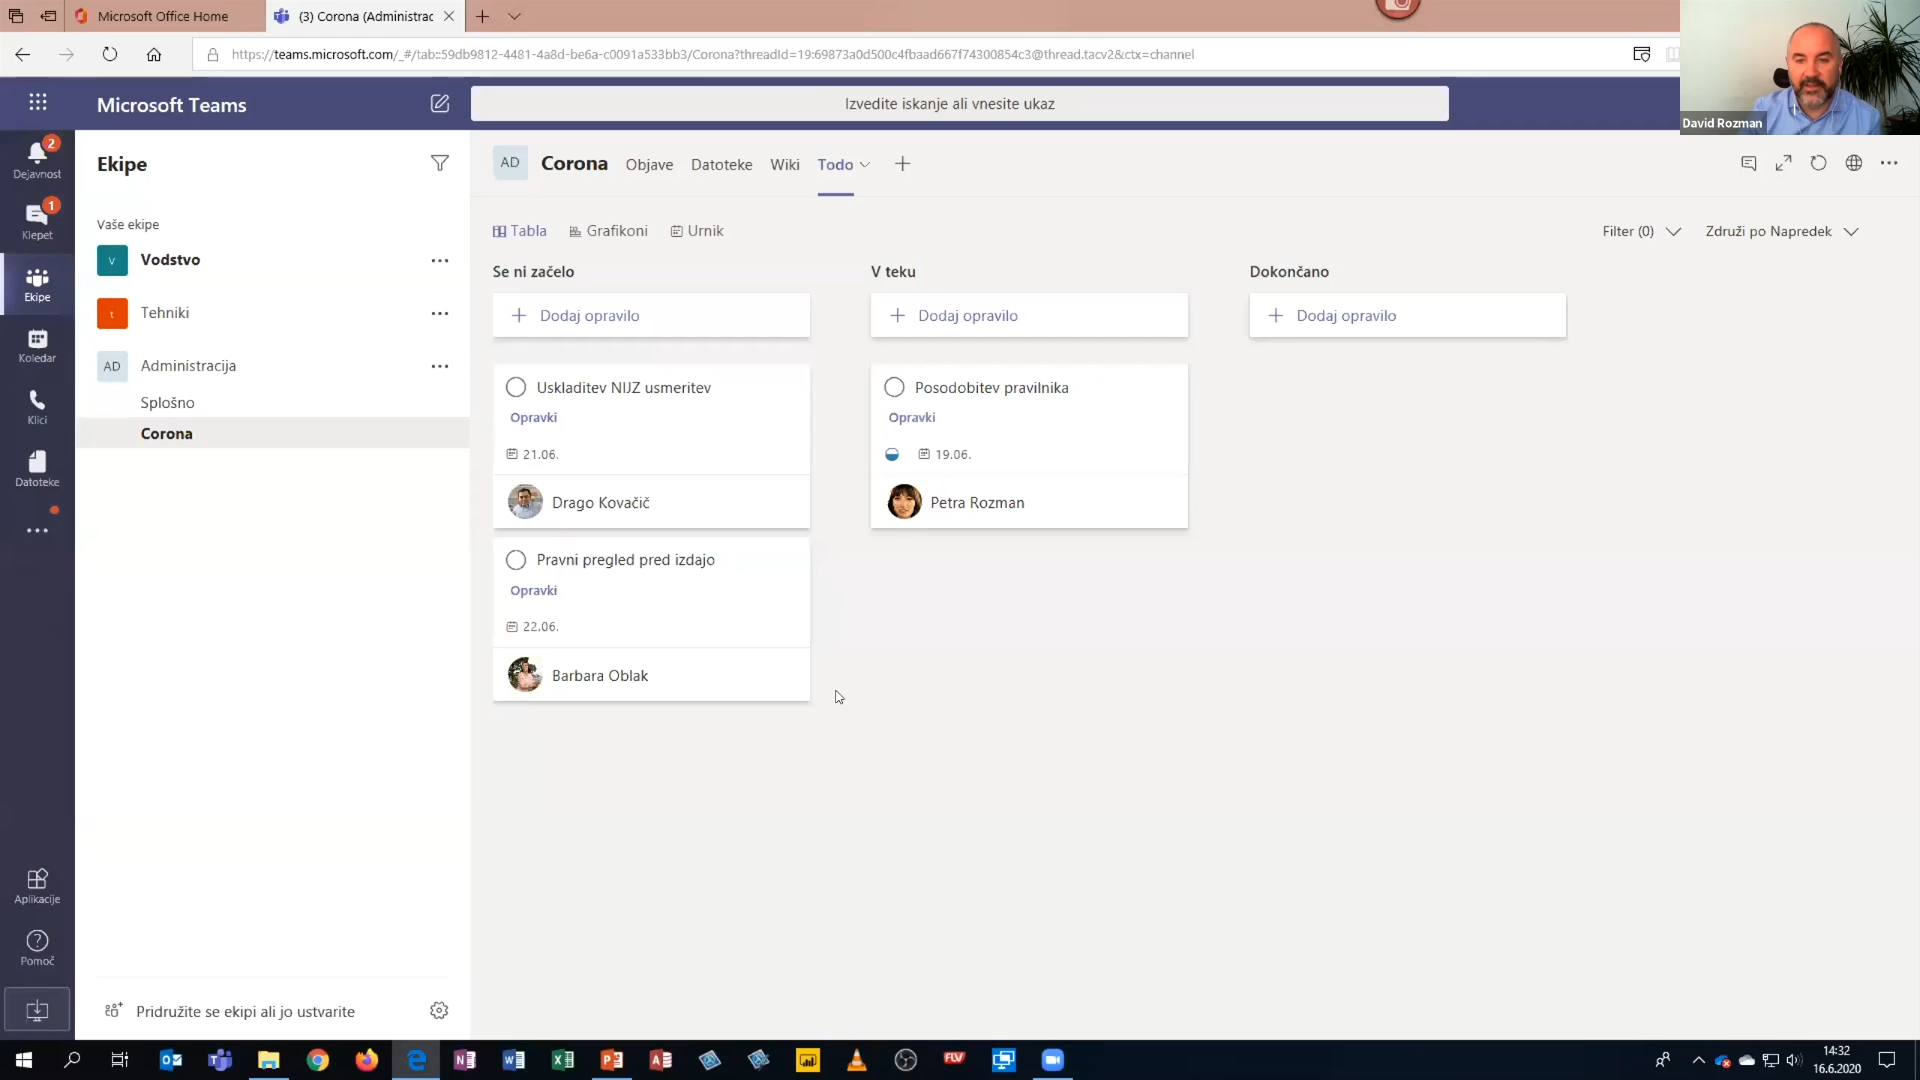 Microsoft Office Home
(3) Corona (Administrac
https://teams.microsoft.com/_#/tab::59db9812-4481-4a8d-be6a-c0091a533bb3/Corona?threadId=19:69873a0d500c4fbaad667f74300854c3@thread.tacv2&ctx=channel
David Rozman
Microsoft Teams
Izvedite iskanje ali vnesite ukaz
2
Dejavnost
1
Klepet
Ekipe
Koledar
Klici
Datoteke
Aplikacije
Pomoč
Ekipe
Vaše ekipe
V
Vodstvo
t
Tehniki
AD
Administracija
Splošno
Corona
Pridružite se ekipi ali jo ustvarite
AD
Corona
Objave
Datoteke
Wiki
Todo
Tabla
Grafikoni
Urnik
Filter (0)
Združi po Napredek
Se ni začelo
Dodaj opravilo
Uskladitev NIJZ usmeritev
Opravki
21.06.
Drago Kovačič
Pravni pregled pred izdajo
Opravki
22.06.
Barbara Oblak
V teku
Dodaj opravilo
Posodobitev pravilnika
Opravki
19.06.
Petra Rozman
Dokončano
Dodaj opravilo
FLV
14:32
16.6.2020